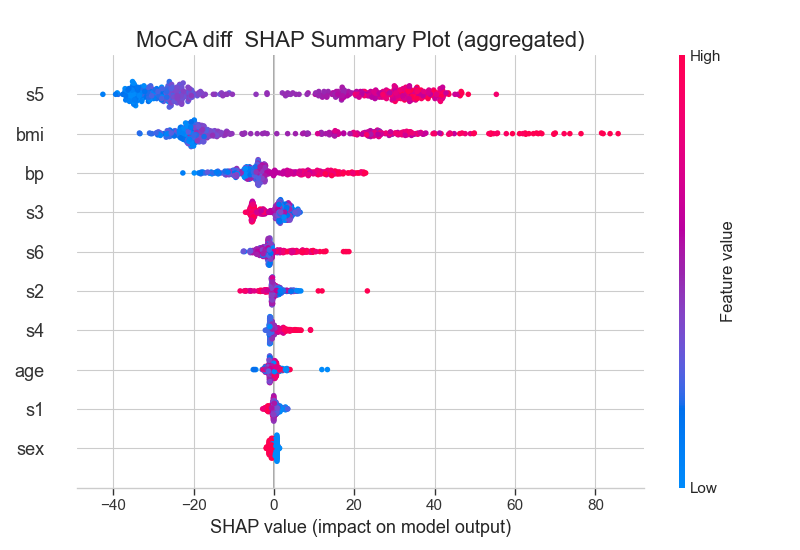 MoCA diff  SHAP Summary Plot (aggregated)
High
s5
bmi
bp
s3
s6
s2
s4
age
s1
sex
Feature value
Low
−40
−20
0
20
40
60
80
SHAP value (impact on model output)